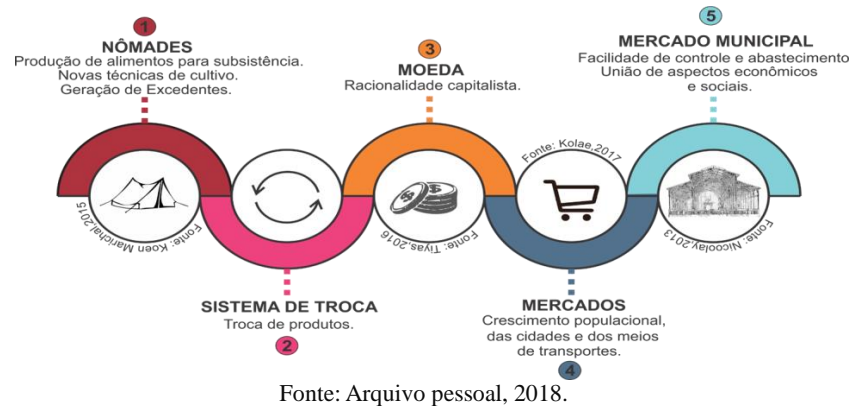 1
NÔMADES
Produção de alimentos para subsistência.
Novas técnicas de cultivo.
Geração de Excedentes.
Fonte: Koen Marichal,2015
SISTEMA DE TROCA
Troca de produtos.
2
3
MOEDA
Racionalidade capitalista.
Fonte: Tiyas,2016
Fonte: Kolae,2017
MERCADOS
Crescimento populacional,
das cidades e dos meios
de transportes.
4
5
MERCADO MUNICIPAL
Facilidade de controle e abastecimento
União de aspectos econômicos
e sociais.
Fonte: Nicoolay,2013
Fonte: Arquivo pessoal, 2018.